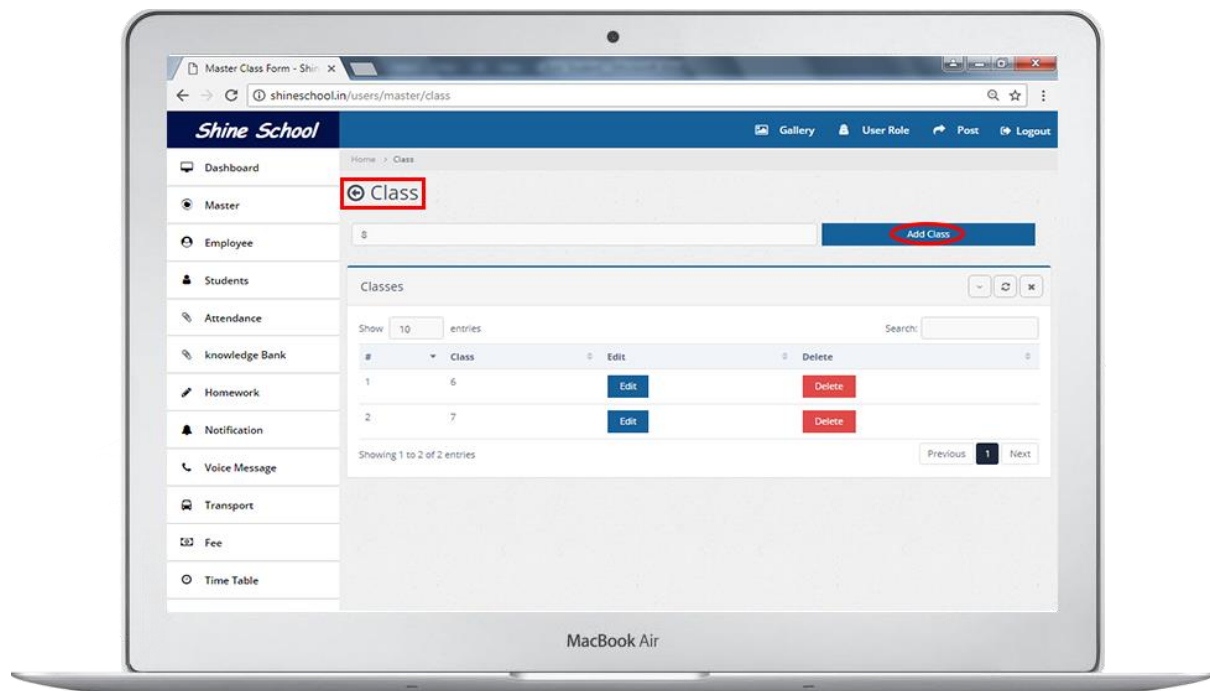 Master Class Form - Shin
shineschool.in/users/master/class
Shine School
Gallery User Role Post Logout
Dashboard
Master
Employee
Students
Attendance
knowledge Bank
Homework
Notification
Voice Message
Transport
Fee
Time Table
Home > Class
Class
8 Add Class
Classes
Show 10 entries Search:
# Class Edit Delete
1 6 Edit Delete
2 7 Edit Delete
Showing 1 to 2 of 2 entries Previous 1 Next
MacBook Air